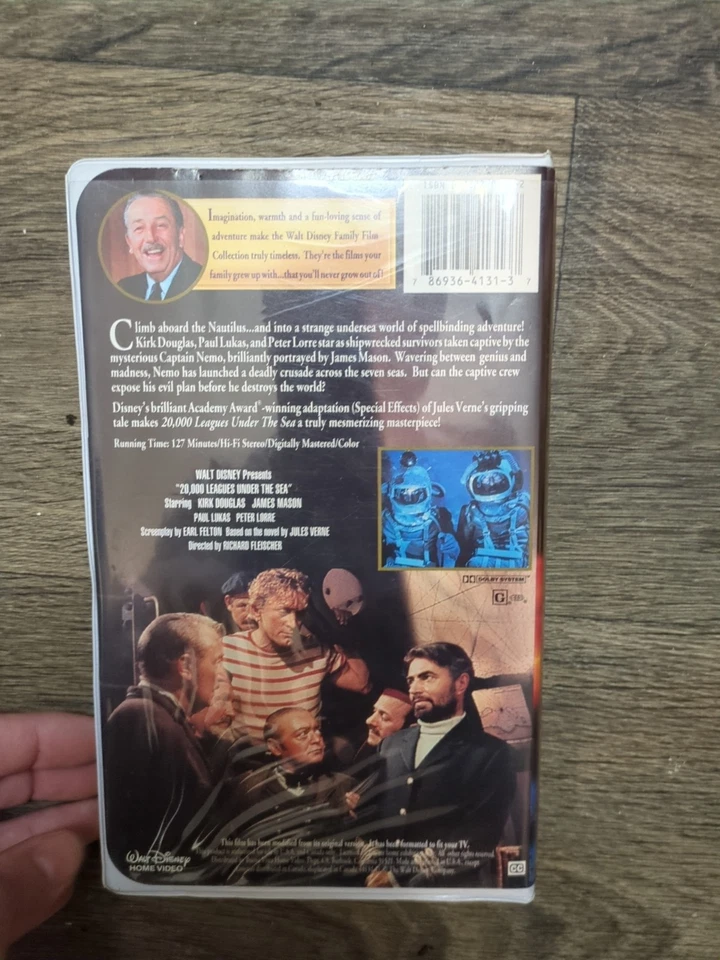 Imagination, warmth and a fun-loving sense of
adventure make the Walt Disney Family Film
Collection truly timeless. They're the films your
family grew up with...that you'll never grow out of!
ISBN
7 86936-4131-3 7
Climb aboard the Nautilus...and into a strange undersea world of spellbinding adventure!
Kirk Douglas, Paul Lukas, and Peter Lorre star as shipwrecked survivors taken captive by the
mysterious Captain Nemo, brilliantly portrayed by James Mason. Wavering between genius and
madness, Nemo has launched a deadly crusade across the seven seas. But can the captive crew
expose his evil plan before he destroys the world?
Disney's brilliant Academy Award®-winning adaptation (Special Effects) of Jules Verne's gripping
tale makes 20,000 Leagues Under The Sea a truly mesmerizing masterpiece!
Running Time: 127 Minutes/Hi-Fi Stereo/Digitally Mastered/Color
WALT DISNEY Presents
"20,000 LEAGUES UNDER THE SEA"
Starring KIRK DOUGLAS JAMES MASON
PAUL LUKAS PETER LORRE
Screenplay by EARL FELTON Based on the novel by JULES VERNE
Directed by RICHARD FLEISCHER
DOLBY SYSTEM
G
This film has been modified from its original version. It has been formatted to fit your TV.
Walt Disney
HOME VIDEO
CC